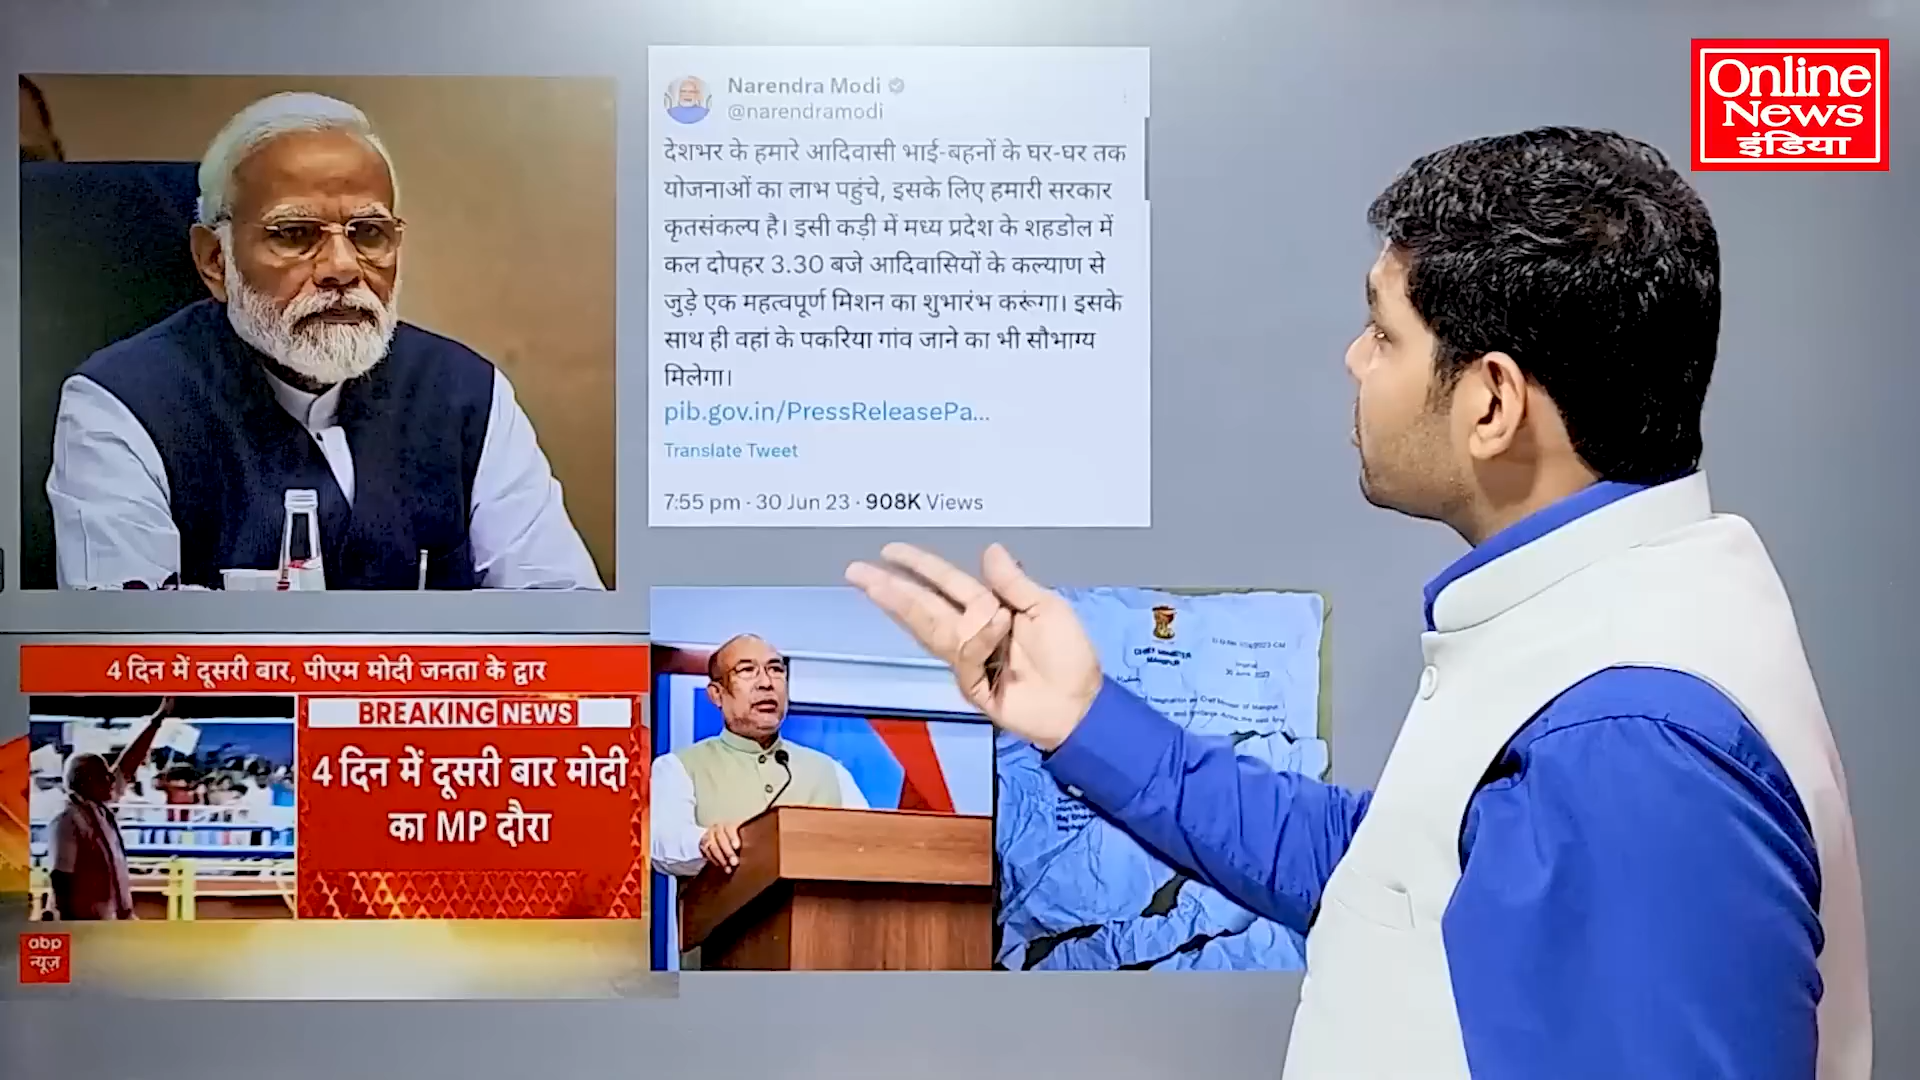 Online
News
इंडिया
Narendra Modi
@narendramodi
देशभर के हमारे आदिवासी भाई-बहनों के घर-घर तक
योजनाओं का लाभ पहुंचे, इसके लिए हमारी सरकार
कृतसंकल्प है। इसी कड़ी में मध्य प्रदेश के शहडोल में
कल दोपहर 3.30 बजे आदिवासियों के कल्याण से
जुड़े एक महत्वपूर्ण मिशन का शुभारंभ करूंगा। इसके
साथ ही वहां के पकरिया गांव जाने का भी सौभाग्य
मिलेगा।
pib.gov.in/PressReleasePa...
Translate Tweet
7:55 pm · 30 Jun 23 · 908K Views
4 दिन में दूसरी बार, पीएम मोदी जनता के द्वार
BREAKING NEWS
4 दिन में दूसरी बार मोदी
का MP दौरा
abp
न्यूज़
CHIEF MINISTER
MANIPUR